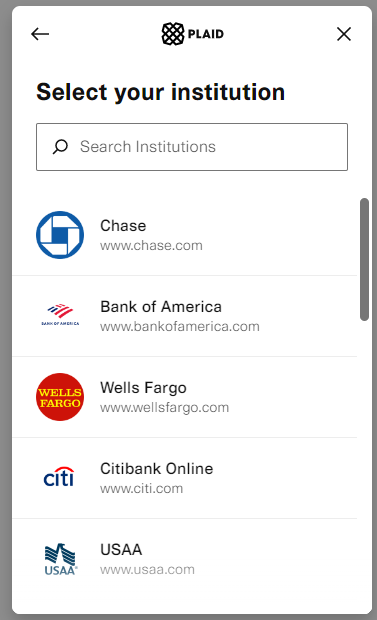 PLAID
Select your institution
Search Institutions
Chase
www.chase.com
BANK OF AMERICA
Bank of America
www.bankofamerica.com
WELLS
FARGO
Wells Fargo
www.wellsfargo.com
citi
Citibank Online
www.citi.com
USAA®
USAA
www.usaa.com